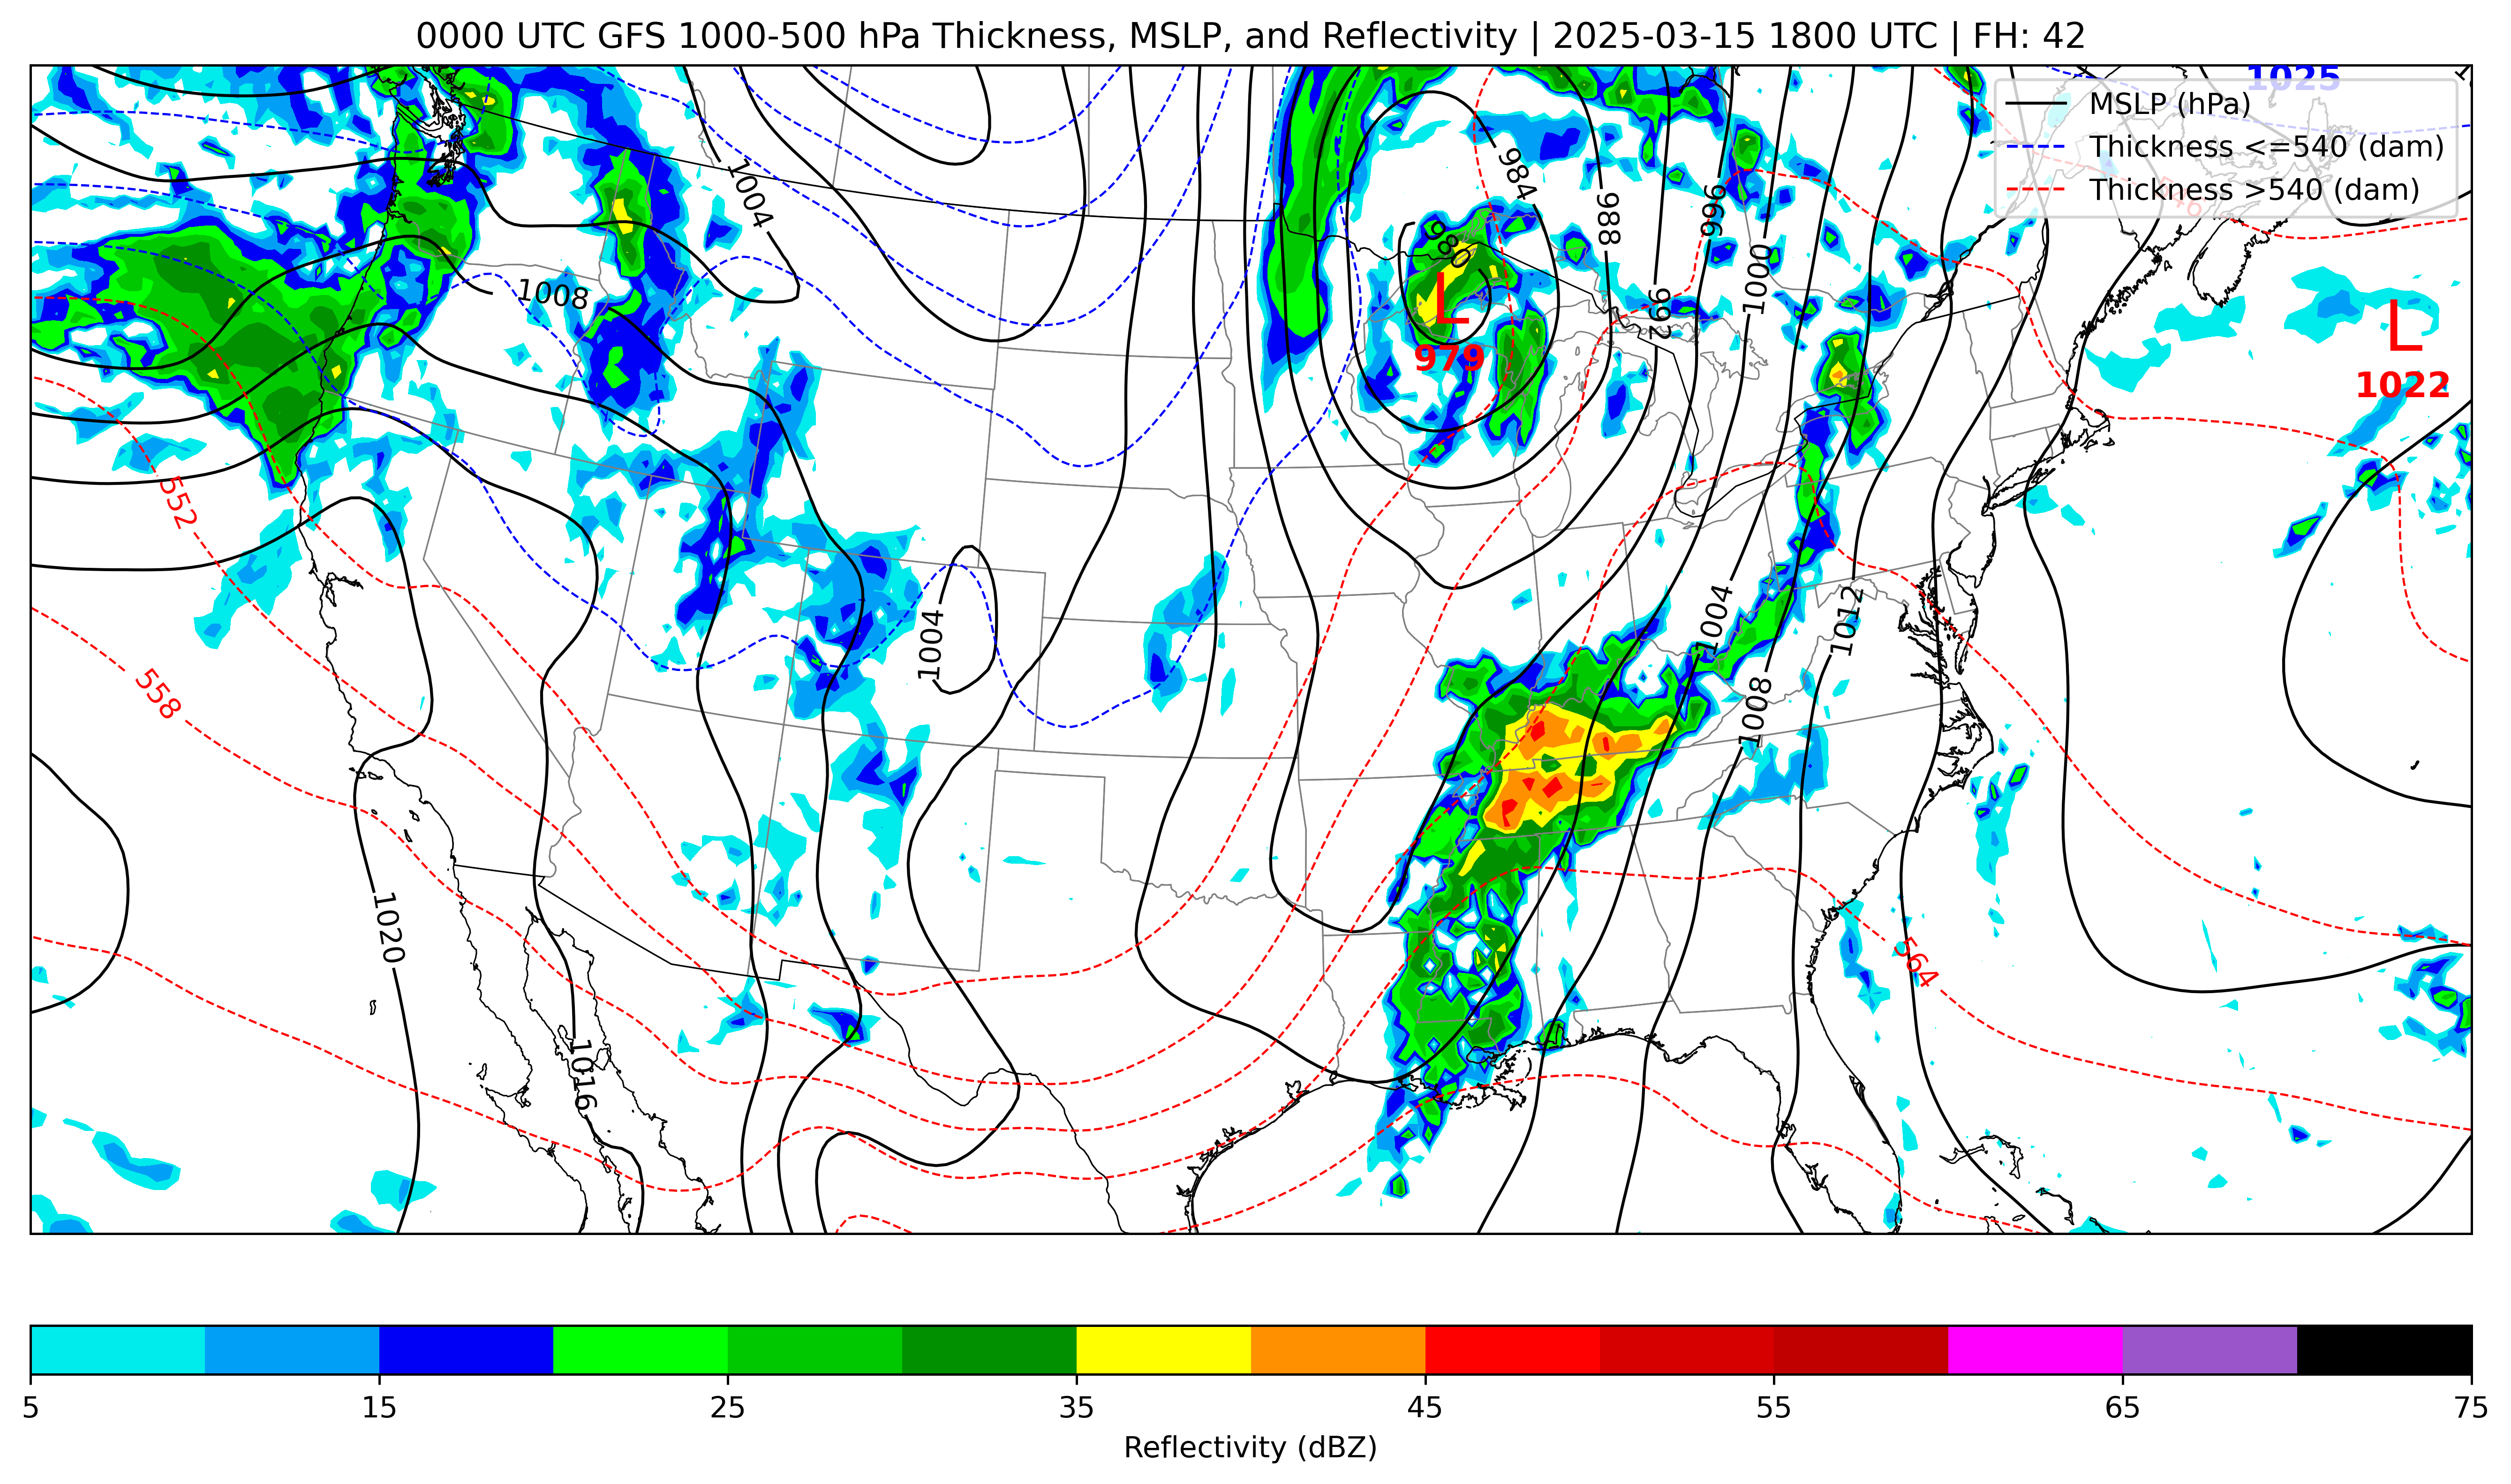 0000 UTC GFS 1000-500 hPa Thickness, MSLP, and Reflectivity | 2025-03-15 1800 UTC | FH: 42
1025
MSLP (hPa)
Thickness <=540 (dam)
Thickness >540 (dam)
546
1004
984
988
996
980
1000
992
1008
L
979
L
1022
552
1004
1004
1012
558
1008
1020
564
1016
5 15 25 35 45 55 65 75
Reflectivity (dBZ)